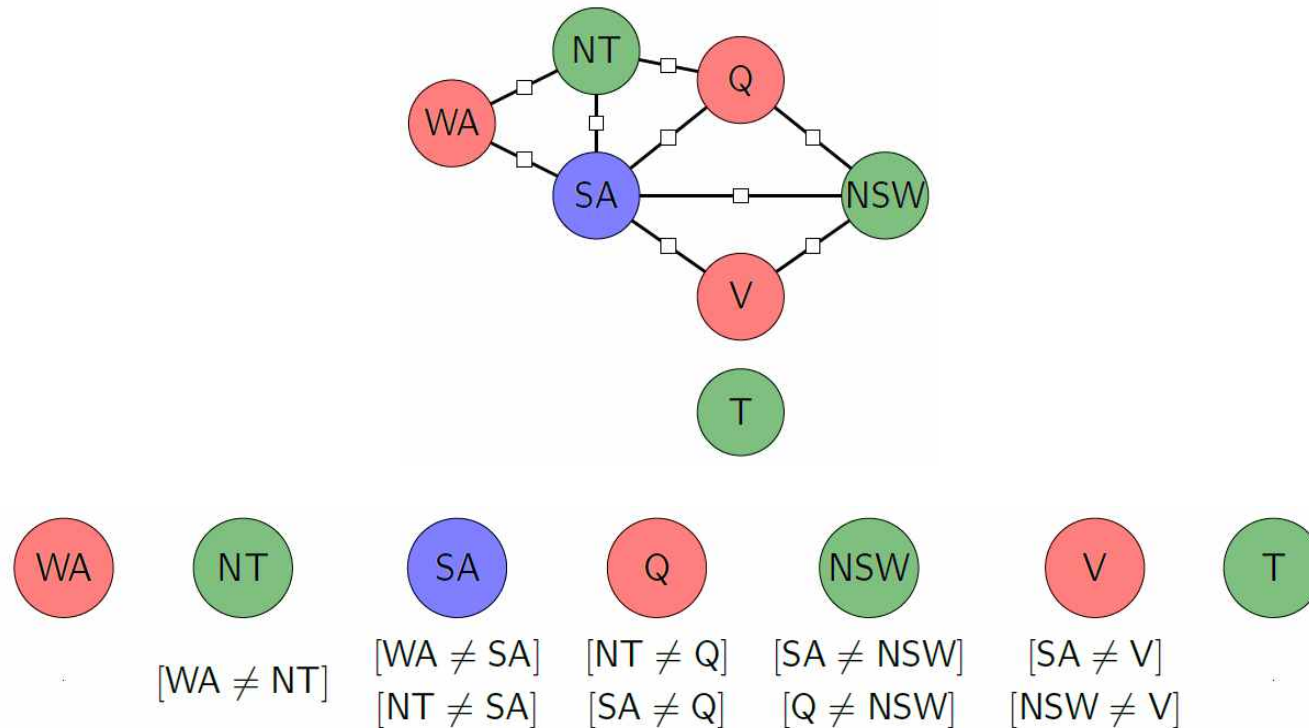 NT
Q
WA
SA
NSW
V
T
WA NT SA Q NSW V T
[WA ≠ SA] [NT ≠ Q] [SA ≠ NSW] [SA ≠ V]
[WA ≠ NT]
[NT ≠ SA] [SA ≠ Q] [Q ≠ NSW] [NSW ≠ V]